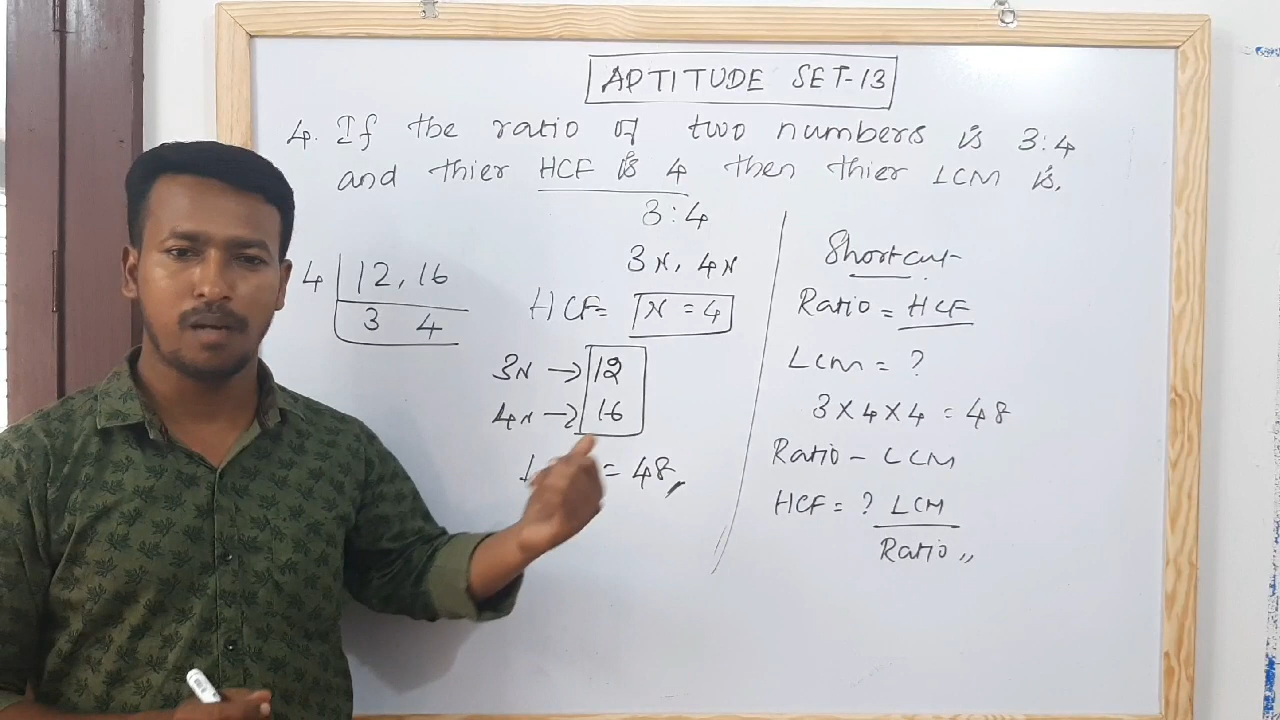 APTITUDE SET-13
4. If the ratio of two numbers is 3:4
and thier HCF is 4 then thier LCM is.
3:4
3x, 4x
HCF= x = 4
4 12, 16
3 4
3x → 12
4x → 16
= 48,,
Shortcut
Ratio = HCF
LCM = ?
3 X 4 X 4 = 48
Ratio - LCM
HCF = ? LCM
Ratio,,